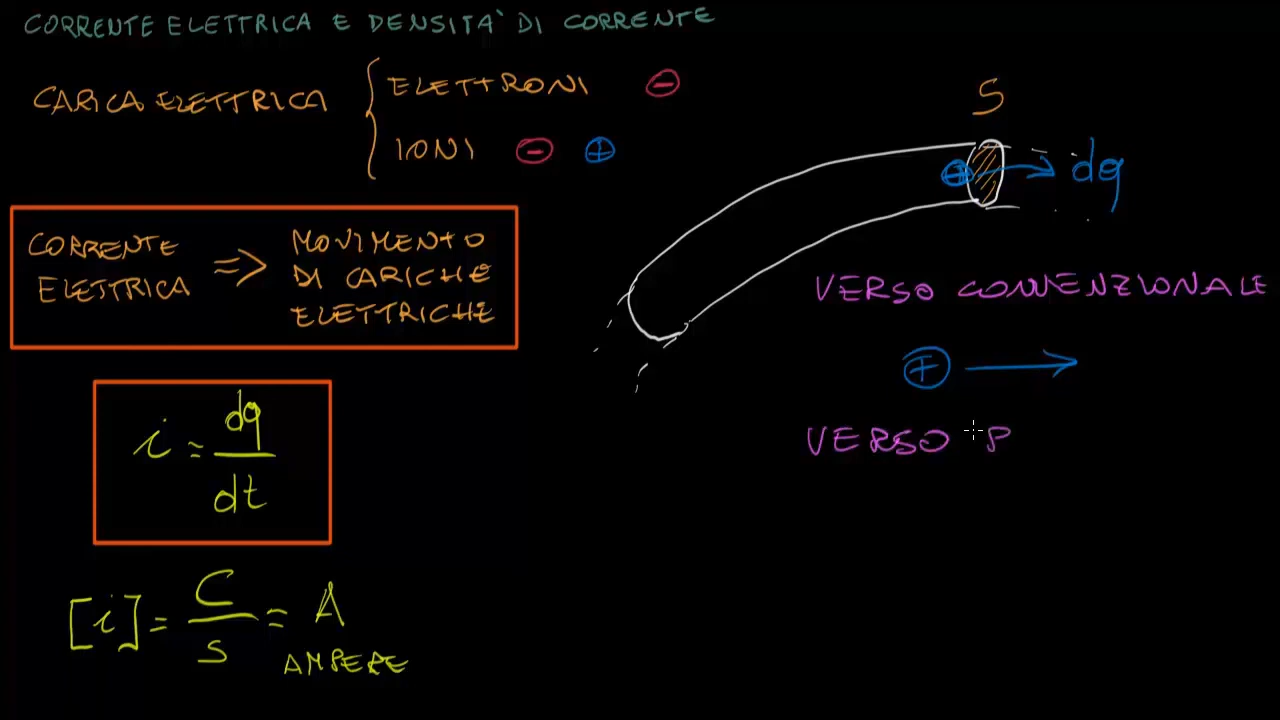 CORRENTE ELETTRICA E DENSITA' DI CORRENTE
CARICA ELETTRICA
ELETTRONI -
IONI - +
CORRENTE
ELETTRICA
=>
MOVIMENTO
DI CARICHE
ELETTRICHE
i = dq/dt
[i] = C/s = A
AMPERE
S
+ dq
VERSO CONVENZIONALE
+
VERSO P